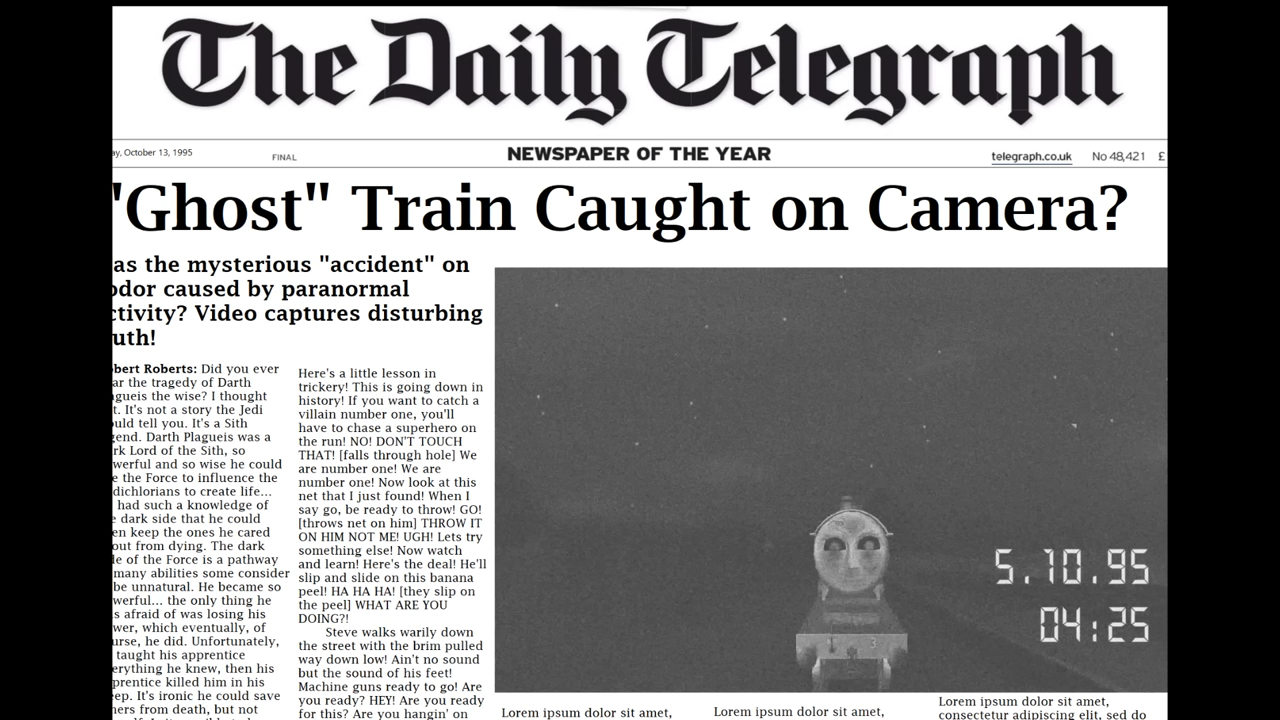 The Daily Telegraph
ay, October 13, 1995
FINAL
NEWSPAPER OF THE YEAR
telegraph.co.uk
No 48,421
£
"Ghost" Train Caught on Camera?
as the mysterious "accident" on
odor caused by paranormal
ctivity? Video captures disturbing
uth!
bert Roberts: Did you ever
ar the tragedy of Darth
agueis the wise? I thought
t. It's not a story the Jedi
ould tell you. It's a Sith
gend. Darth Plagueis was a
rk Lord of the Sith, so
werful and so wise he could
e the Force to influence the
dichlorians to create life...
had such a knowledge of
e dark side that he could
en keep the ones he cared
out from dying. The dark
de of the Force is a pathway
many abilities some consider
be unnatural. He became so
werful... the only thing he
s afraid of was losing his
wer, which eventually, of
urse, he did. Unfortunately,
taught his apprentice
erything he knew, then his
prentice killed him in his
eep. It's ironic he could save
hers from death, but not
Here's a little lesson in
trickery! This is going down in
history! If you want to catch a
villain number one, you'll
have to chase a superhero on
the run! NO! DON'T TOUCH
THAT! [falls through hole] We
are number one! We are
number one! Now look at this
net that I just found! When I
say go, be ready to throw! GO!
[throws net on him] THROW IT
ON HIM NOT ME! UGH! Lets try
something else! Now watch
and learn! Here's the deal! He'll
slip and slide on this banana
peel! HA HA HA! [they slip on
the peel] WHAT ARE YOU
DOING?!
Steve walks warily down
the street with the brim pulled
way down low! Ain't no sound
but the sound of his feet!
Machine guns ready to go! Are
you ready? HEY! Are you ready
for this? Are you hangin' on
5.10.95
04:25
1 3
Lorem ipsum dolor sit amet,
Lorem ipsum dolor sit amet,
Lorem ipsum dolor sit amet,
consectetur adipiscing elit, sed do